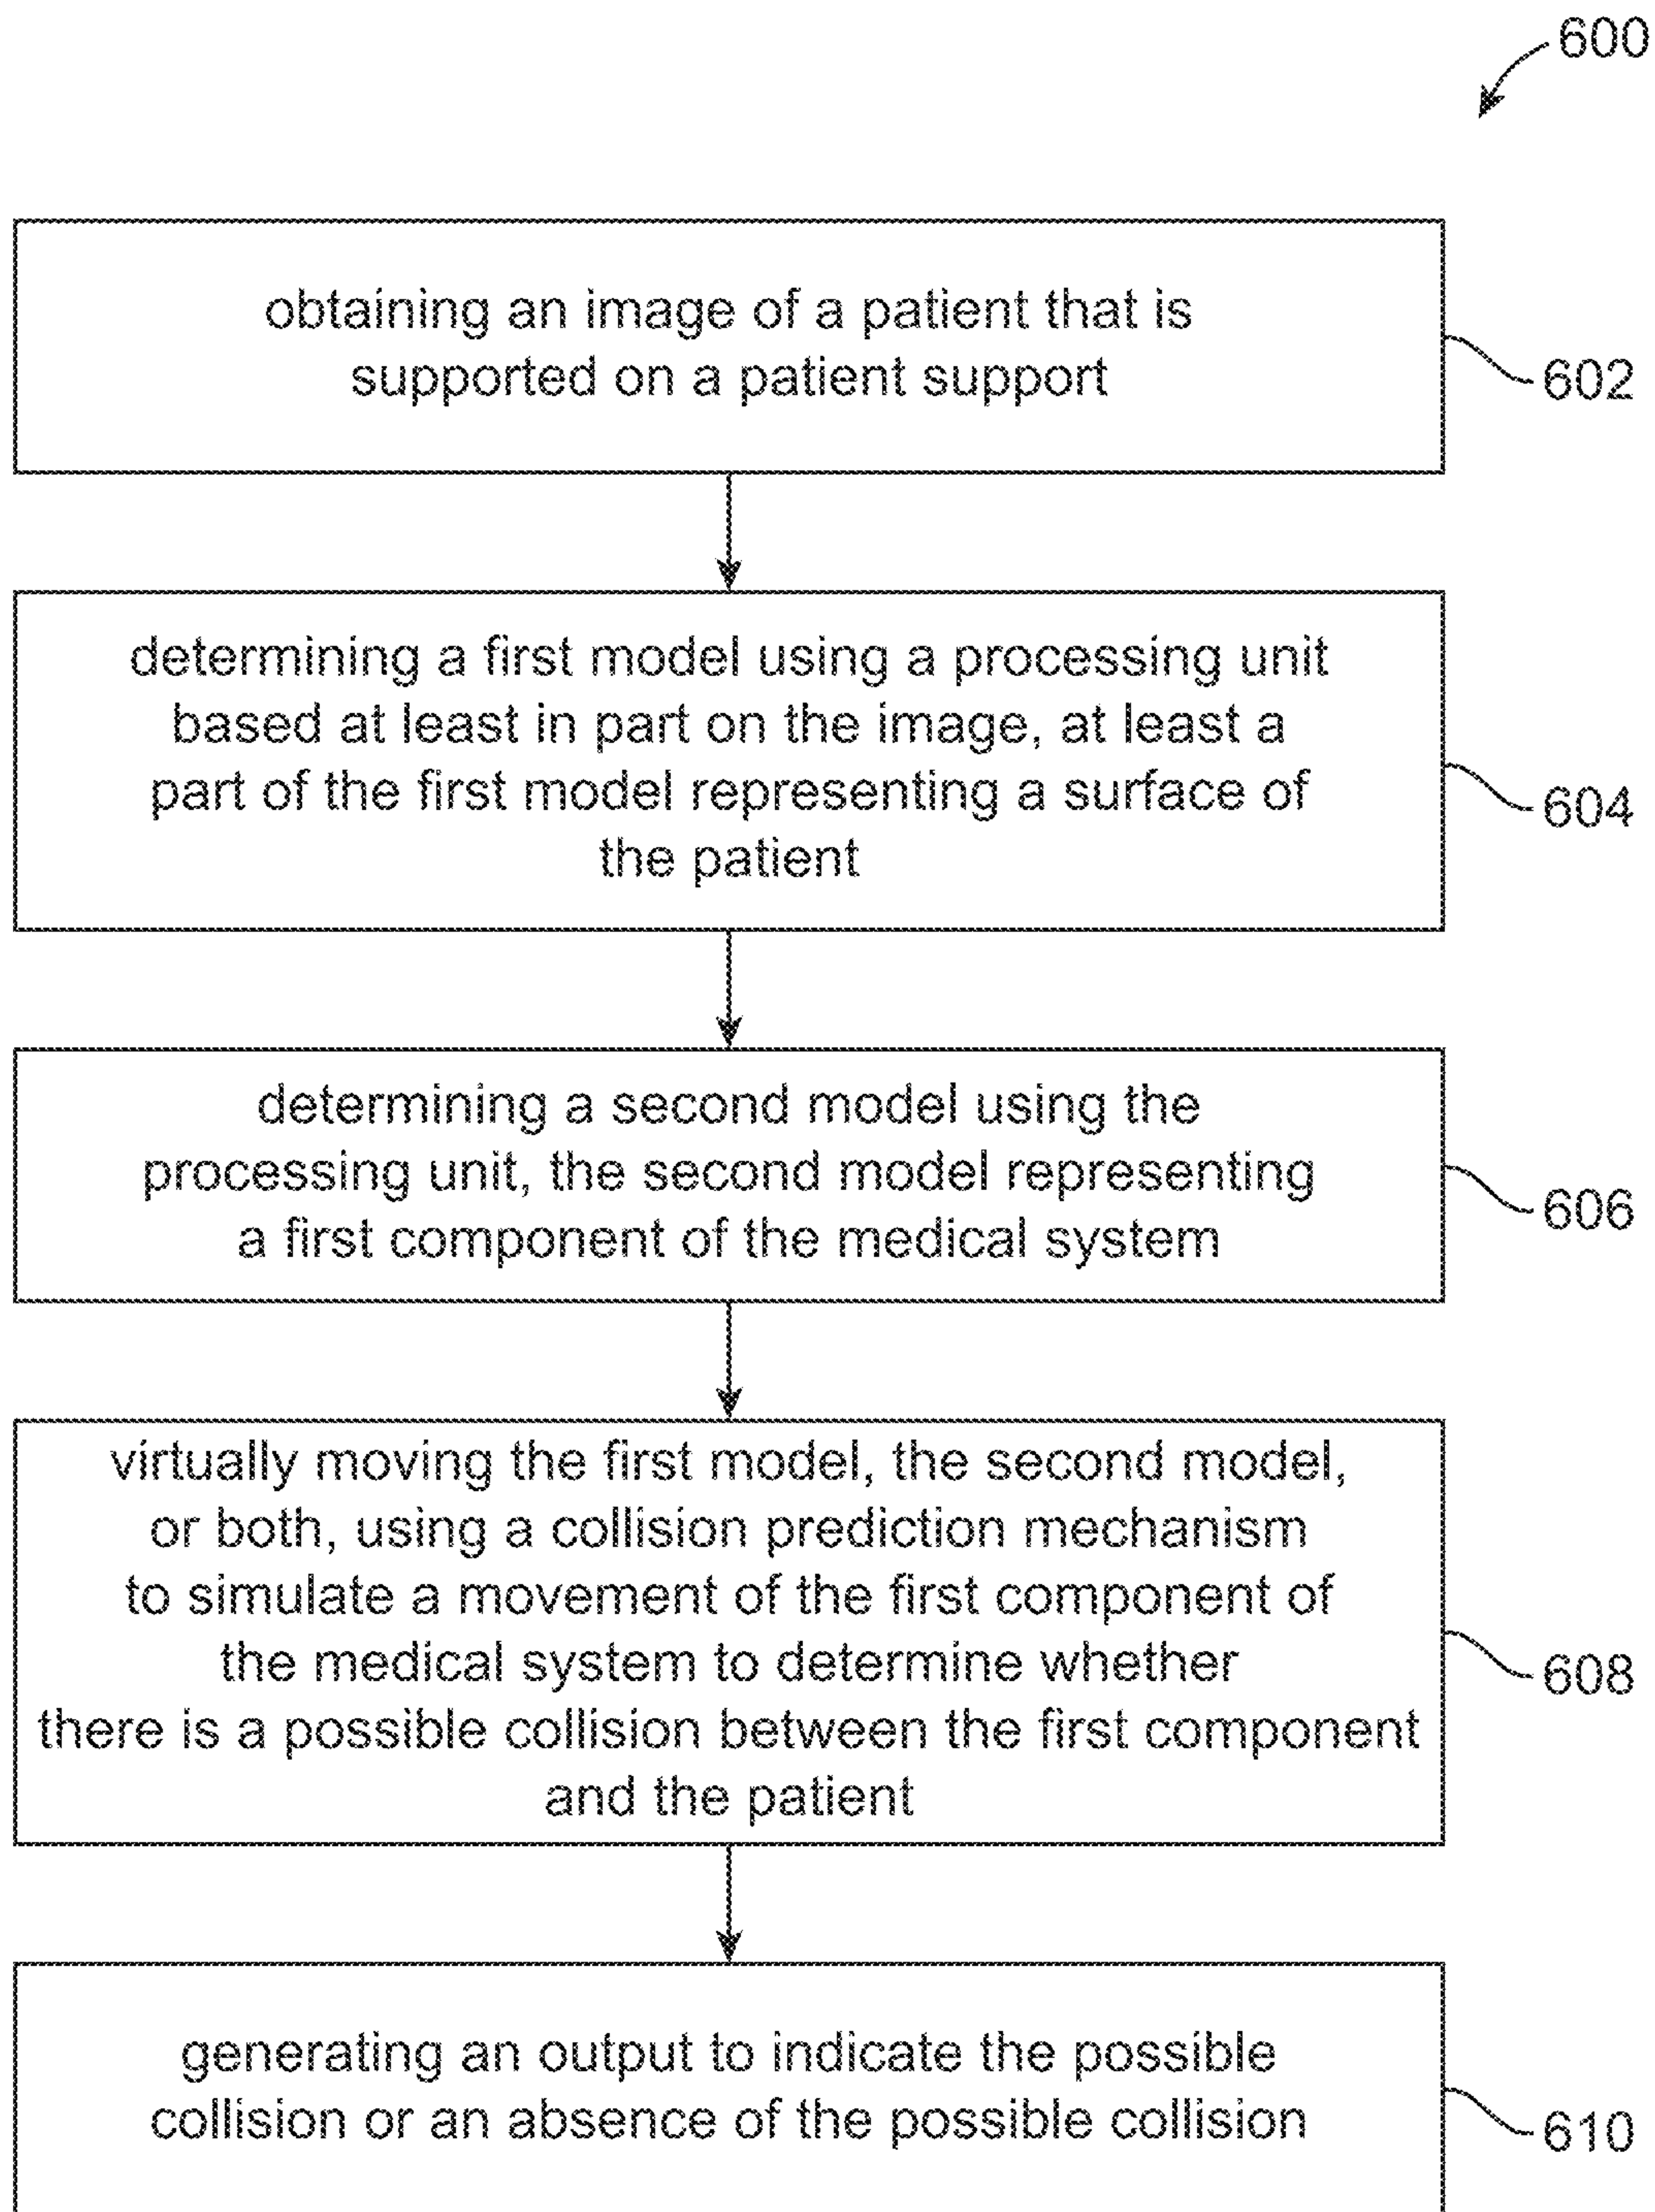 600
obtaining an image of a patient that is
supported on a patient support
602
determining a first model using a processing unit
based at least in part on the image, at least a
part of the first model representing a surface of
the patient
604
determining a second model using the
processing unit, the second model representing
a first component of the medical system
606
virtually moving the first model, the second model,
or both, using a collision prediction mechanism
to simulate a movement of the first component of
the medical system to determine whether
there is a possible collision between the first component
and the patient
608
generating an output to indicate the possible
collision or an absence of the possible collision
610